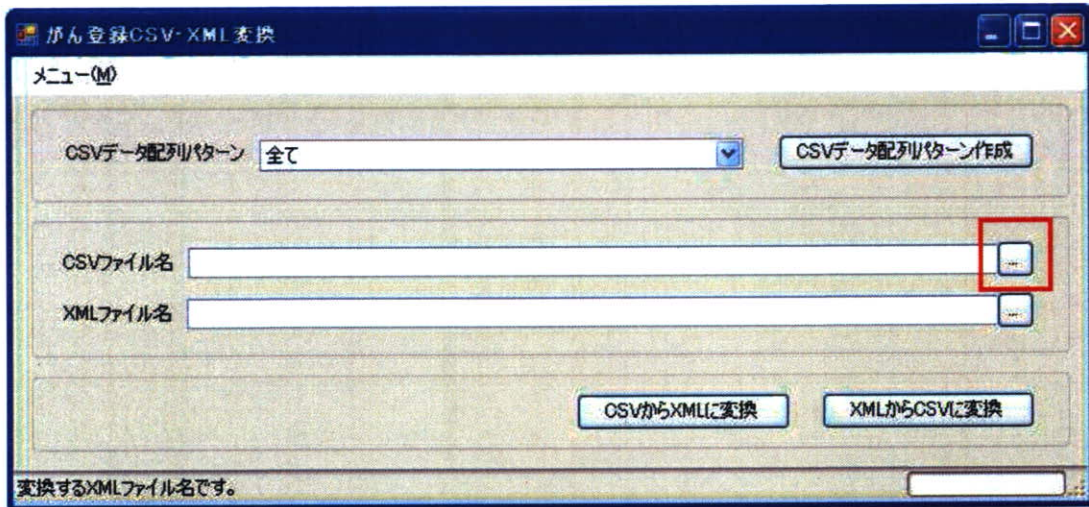 がん登録CSV-XML変換
メニュー(M)
CSVデータ配列パターン 全て CSVデータ配列パターン作成
CSVファイル名 ...
XMLファイル名 ...
CSVからXMLに変換 XMLからCSVに変換
変換するXMLファイル名です。